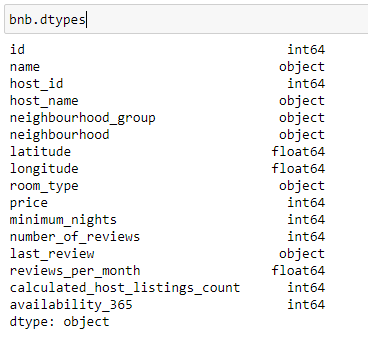 bnb.dtypes
id int64
name object
host_id int64
host_name object
neighbourhood_group object
neighbourhood object
latitude float64
longitude float64
room_type object
price int64
minimum_nights int64
number_of_reviews int64
last_review object
reviews_per_month float64
calculated_host_listings_count int64
availability_365 int64
dtype: object